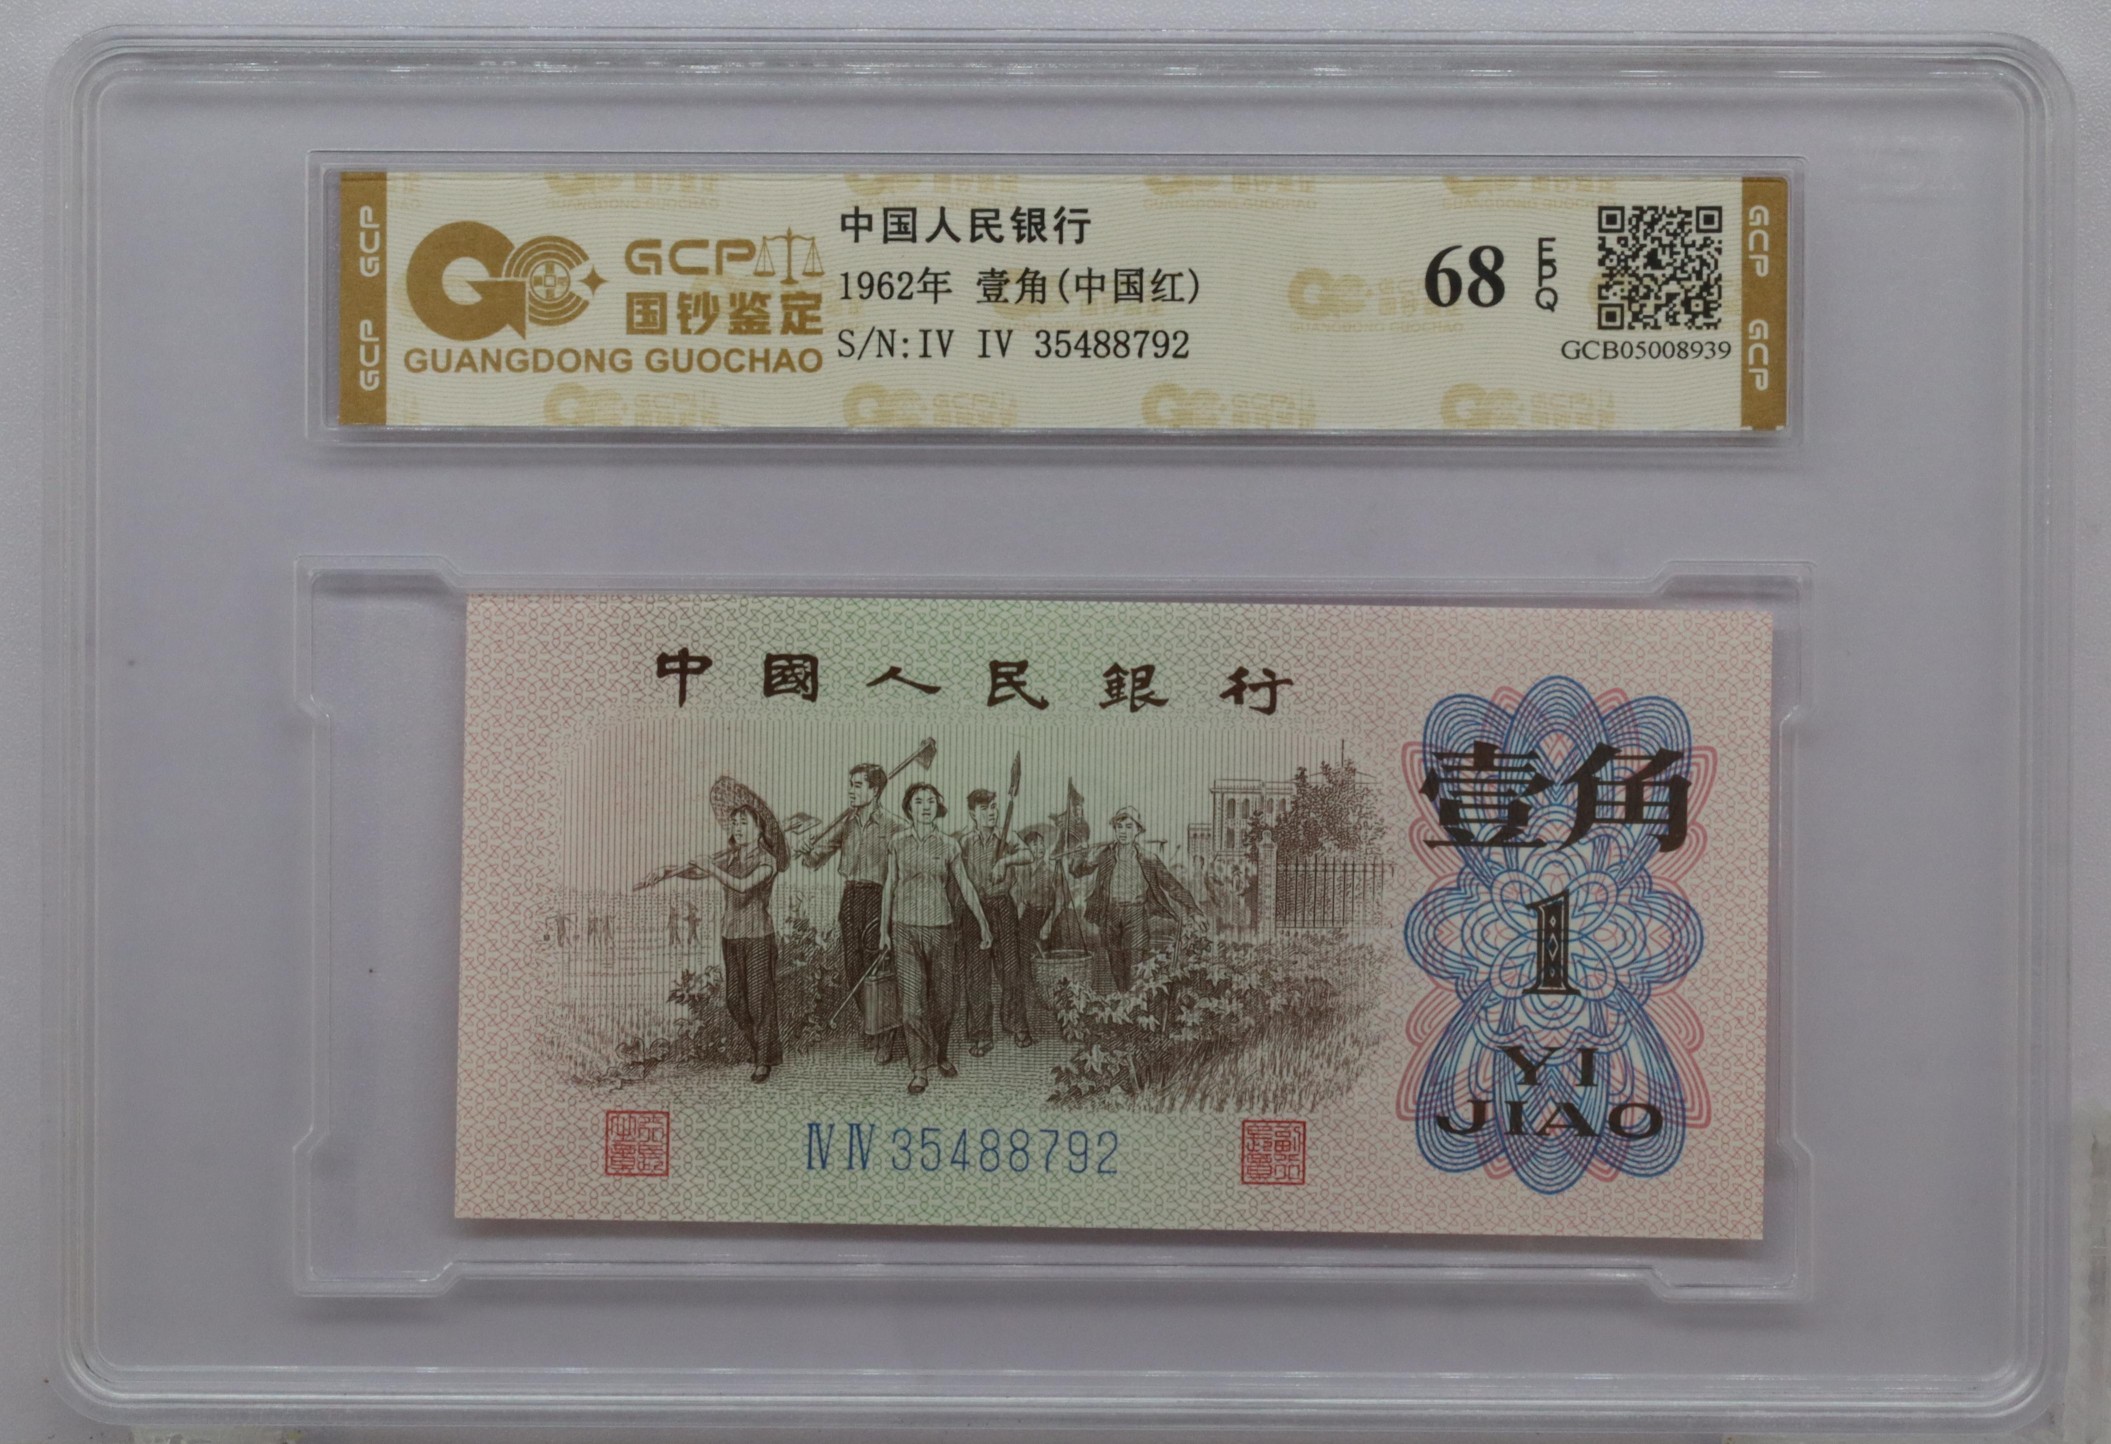 GCP GCP
GCP
国钞鉴定
GUANGDONG GUOCHAO
中国人民银行
1962年 壹角(中国红)
S/N:IV IV 35488792
68
EPQ
GCB05008939
GCP GCP
中國人民銀行
壹角
1
YI
JIAO
ⅣⅣ35488792